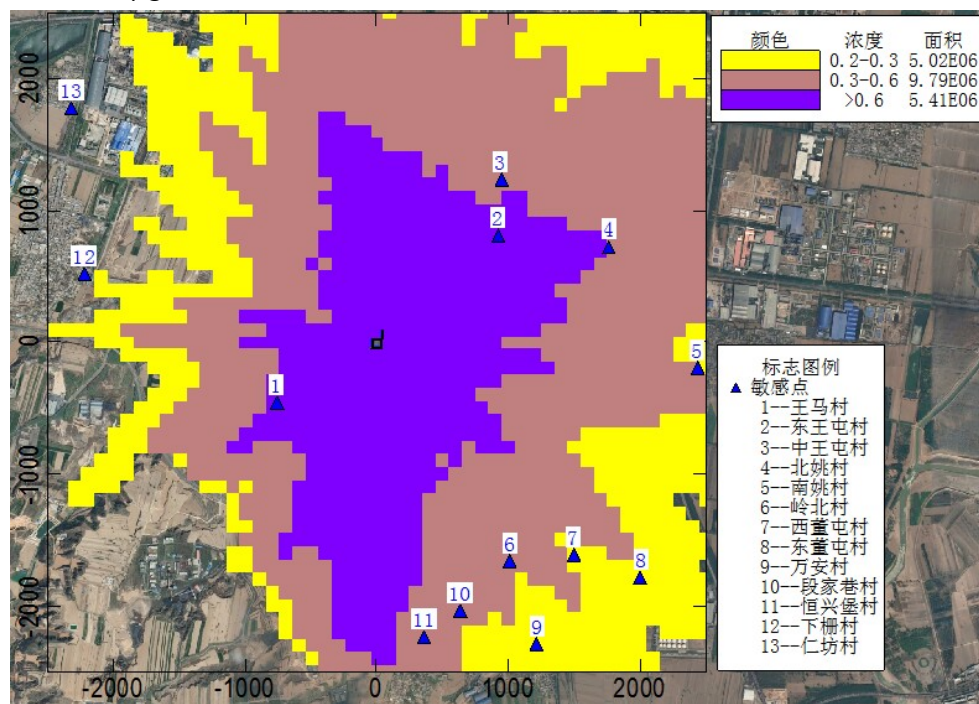 颜色 浓度 面积
0.2-0.3 5.02E06
0.3-0.6 9.79E06
>0.6 5.41E06
2000
1000
0
-1000
-2000
-2000 -1000 0 1000 2000
13
3
2
4
12
1
5
1
6
7
8
10
11
9
标志图例
敏感点
1--王马村
2--东王屯村
3--中王屯村
4--北姚村
5--南姚村
6--岭北村
7--西董屯村
8--东董屯村
9--万安村
10--段家巷村
11--恒兴堡村
12--下栅村
13--仁坊村